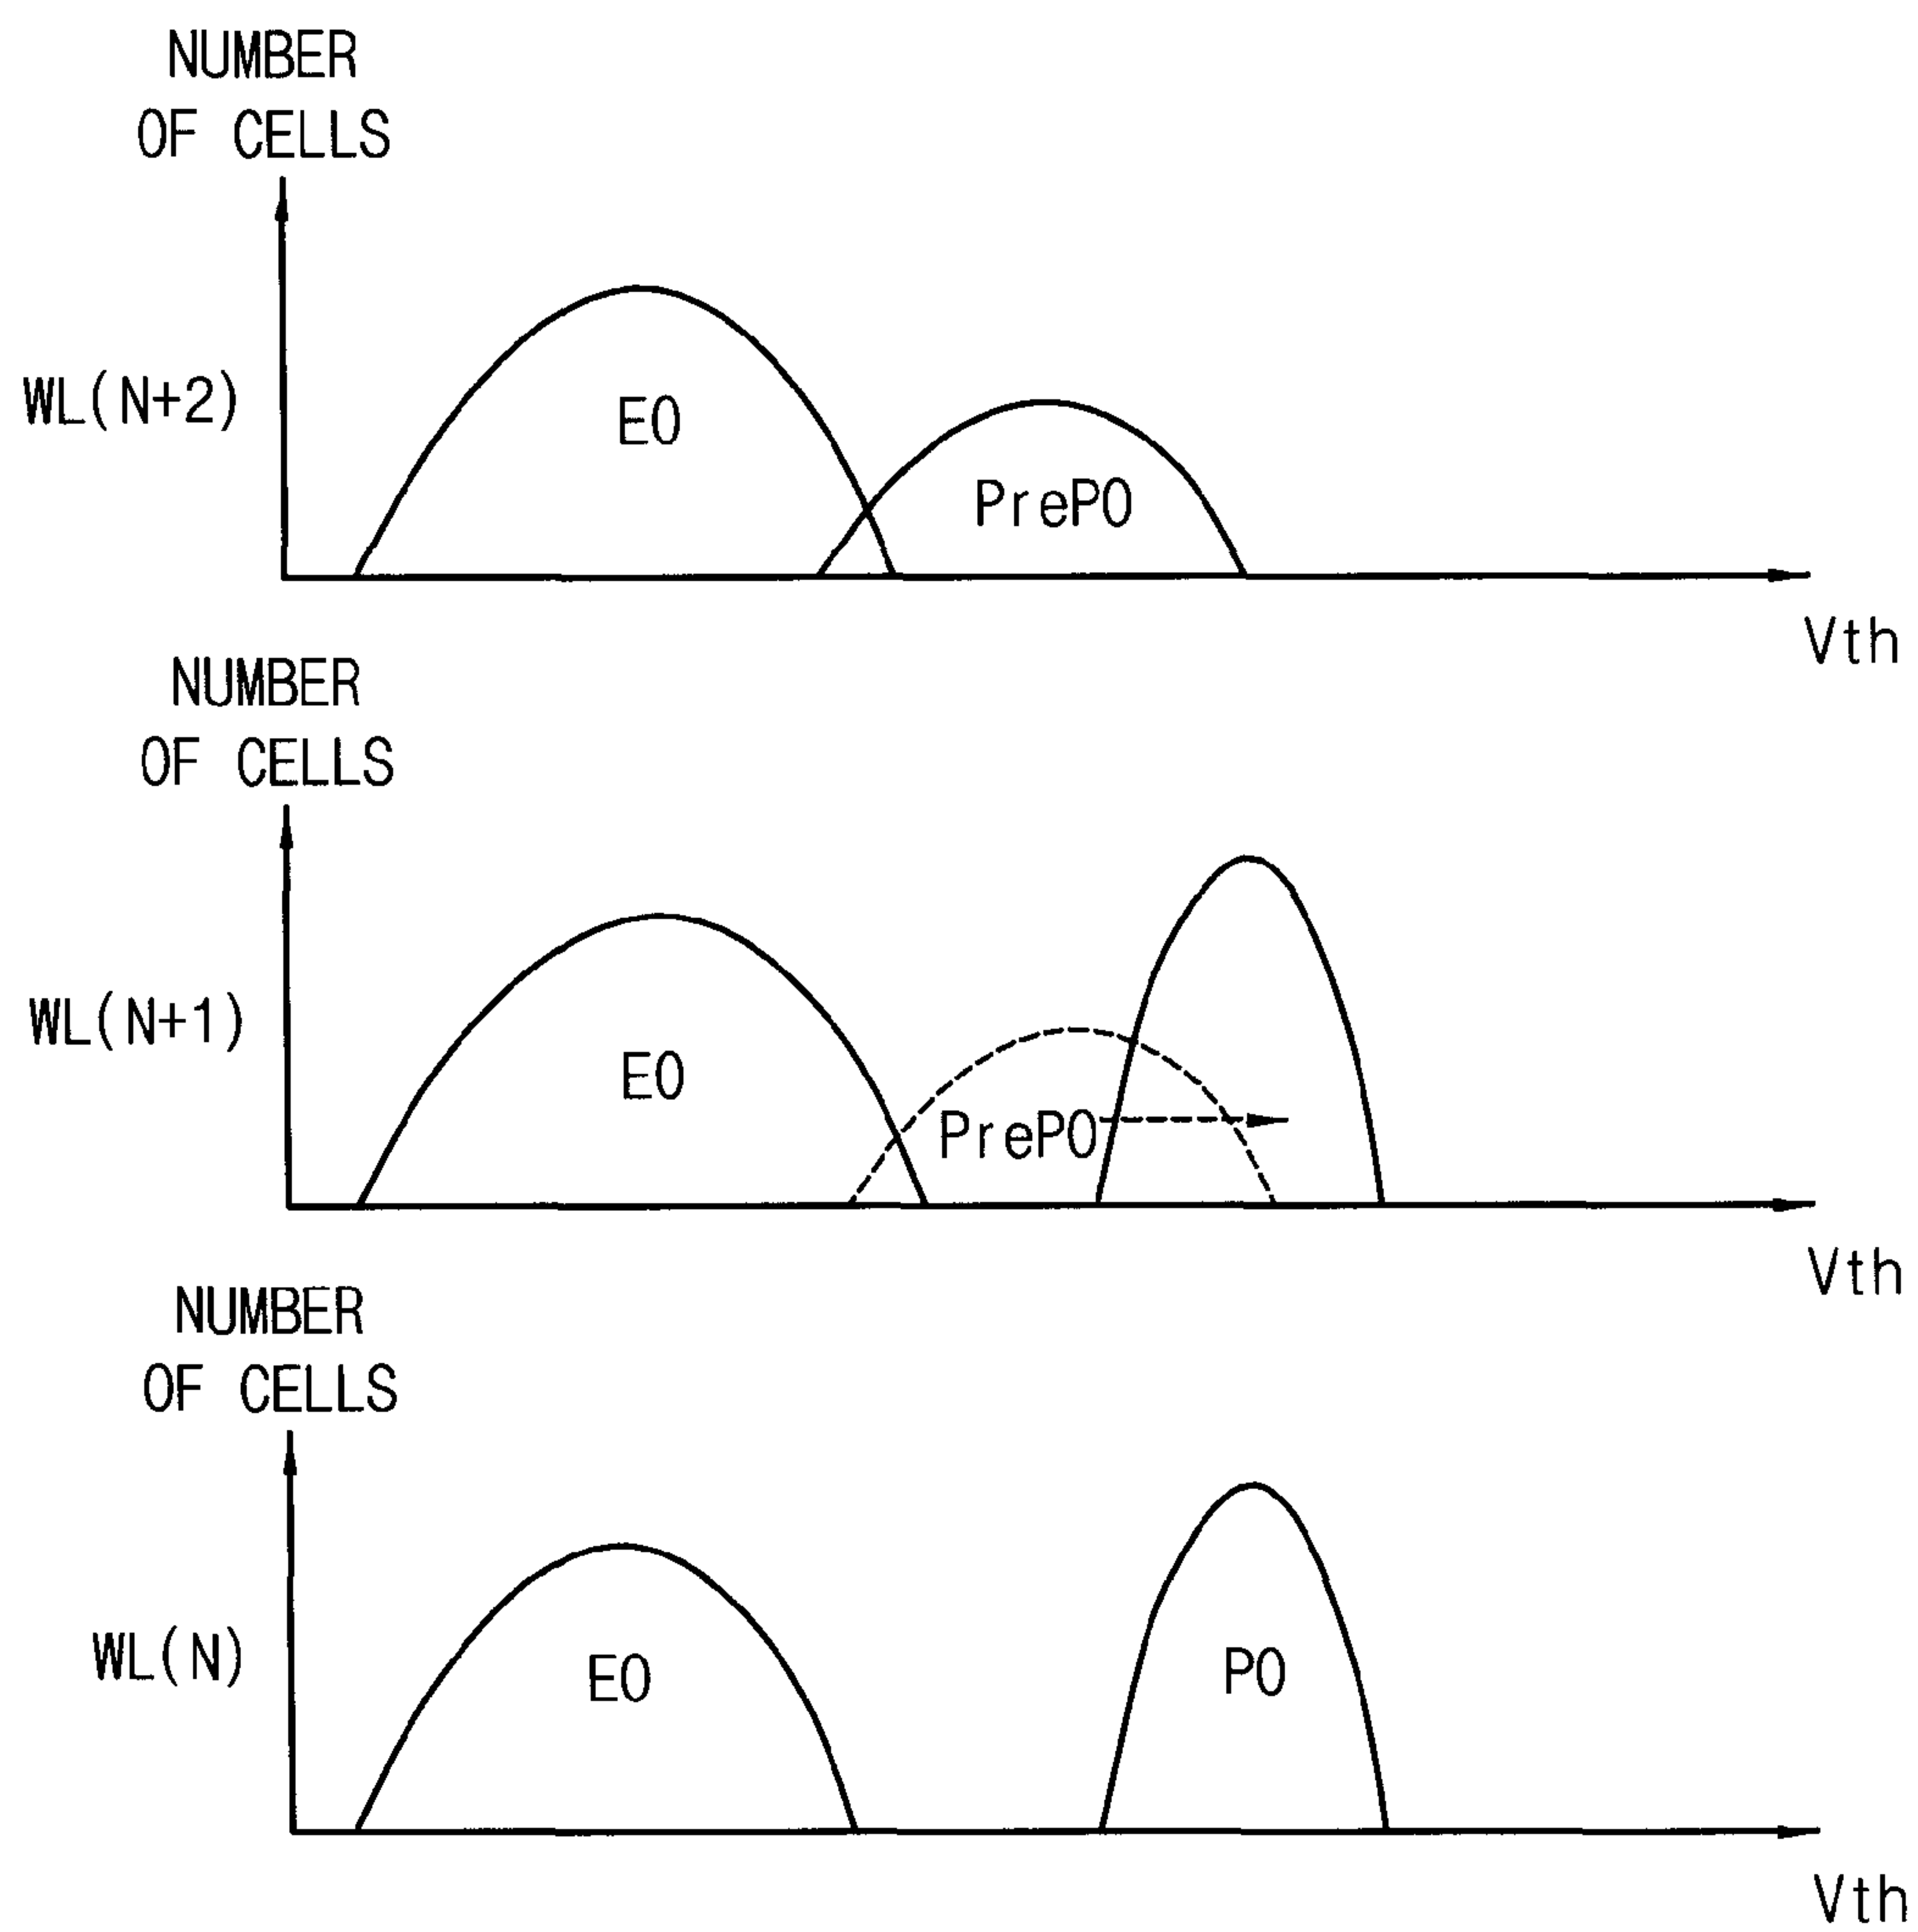 NUMBER
OF CELLS
WL(N+2)
E0
PreP0
Vth
NUMBER
OF CELLS
WL(N+1)
E0
PreP0
Vth
NUMBER
OF CELLS
WL(N)
E0
P0
Vth